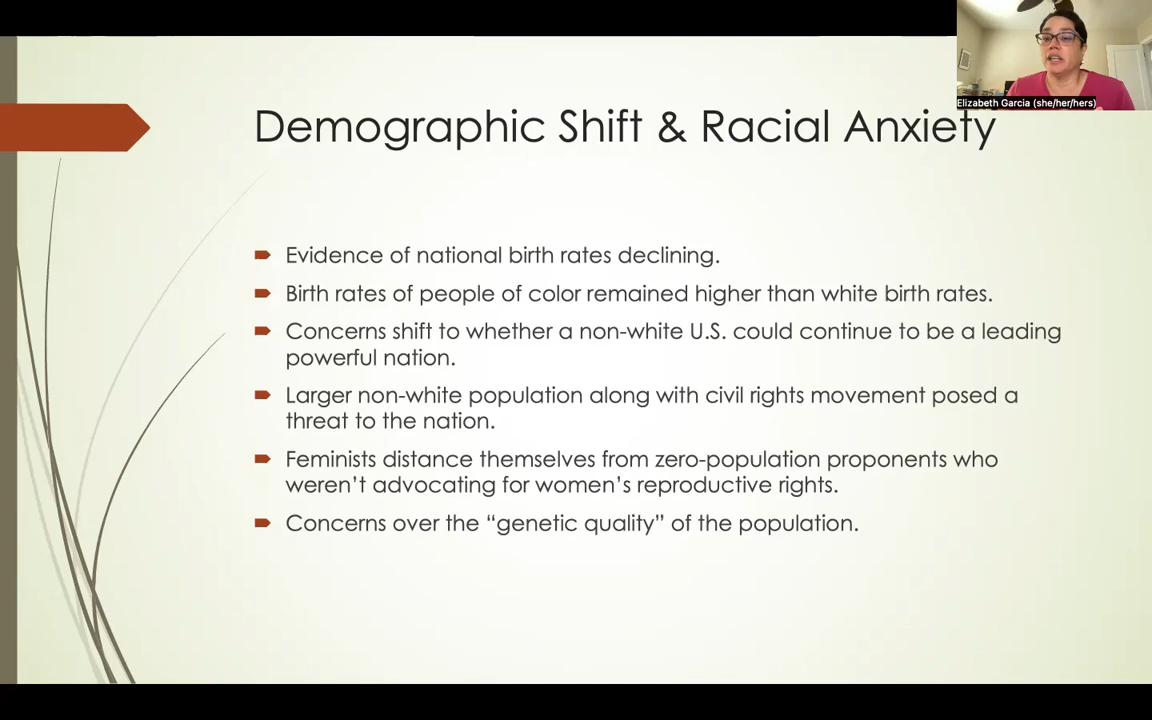 Elizabeth Garcia (she/her/hers)
Demographic Shift & Racial Anxiety
Evidence of national birth rates declining.
Birth rates of people of color remained higher than white birth rates.
Concerns shift to whether a non-white U.S. could continue to be a leading
powerful nation.
Larger non-white population along with civil rights movement posed a
threat to the nation.
Feminists distance themselves from zero-population proponents who
weren’t advocating for women’s reproductive rights.
Concerns over the “genetic quality” of the population.